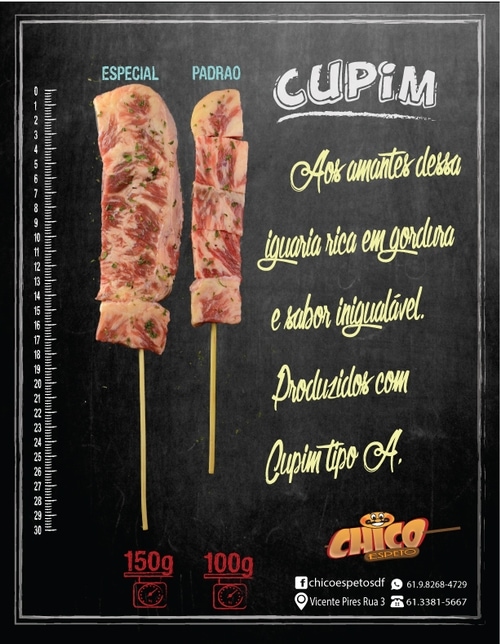 ESPECIAL PADRAO
CUPiM
Aos amantes dessa
iguaria rica em gordura
e sabor inigualável.
Produzidos com
Cupim tipo A.
0
1
2
3
4
5
6
7
8
9
10
11
12
13
14
15
16
17
18
19
20
21
22
23
24
25
26
27
28
29
30
150g 100g
CHICO
ESPETO
chicoespetosdf 61.9.8268-4729
Vicente Pires Rua 3 61.3381-5667